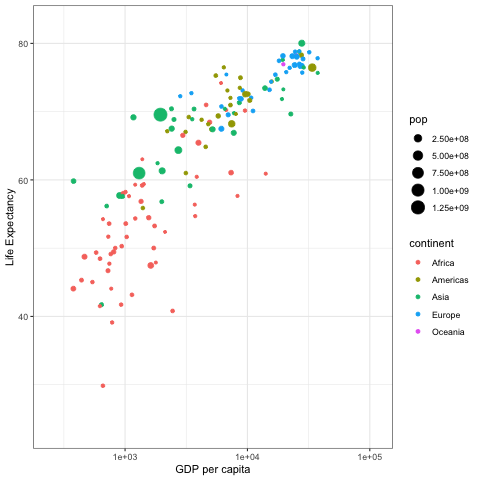 80
60
40
Life Expectancy
1e+03
1e+04
1e+05
GDP per capita
pop
2.50e+08
5.00e+08
7.50e+08
1.00e+09
1.25e+09
continent
Africa
Americas
Asia
Europe
Oceania